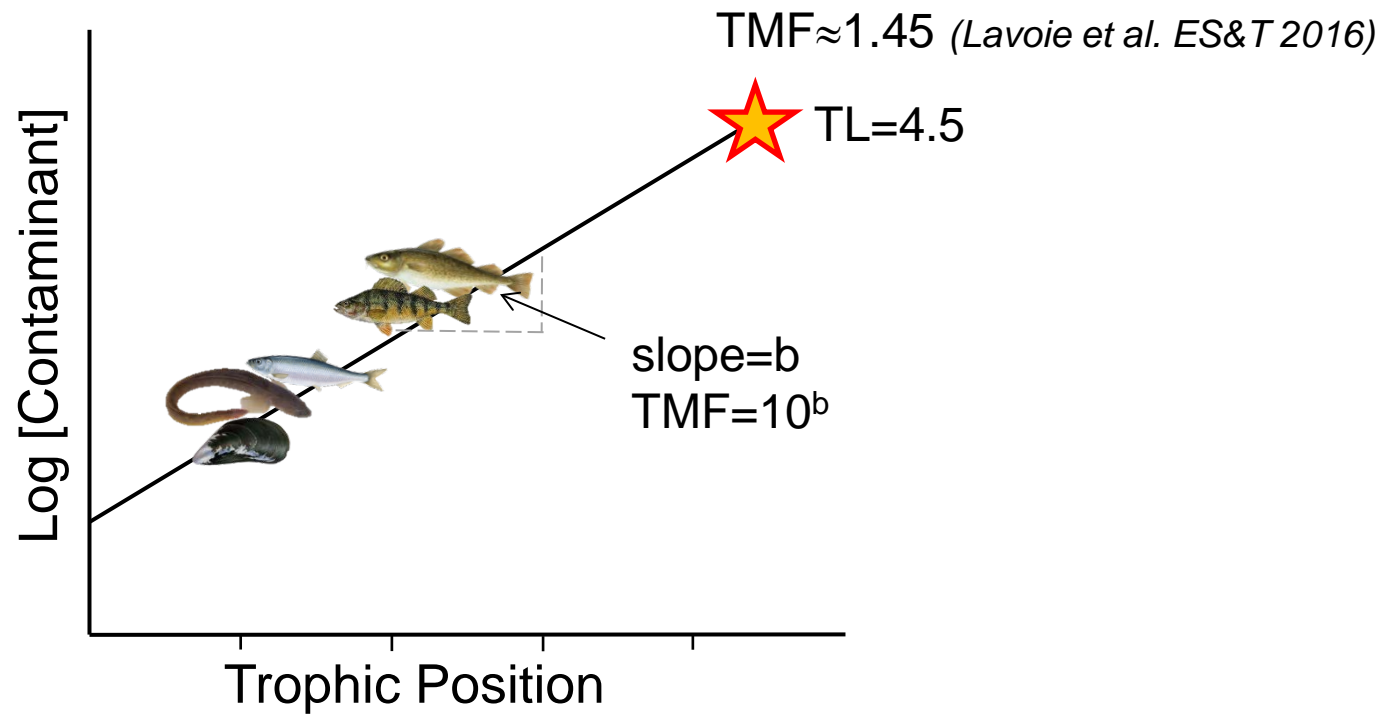 TMF≈1.45 (Lavoie et al. ES&T 2016)
TL=4.5
Log [Contaminant]
slope=b
TMF=10ᵇ
Trophic Position